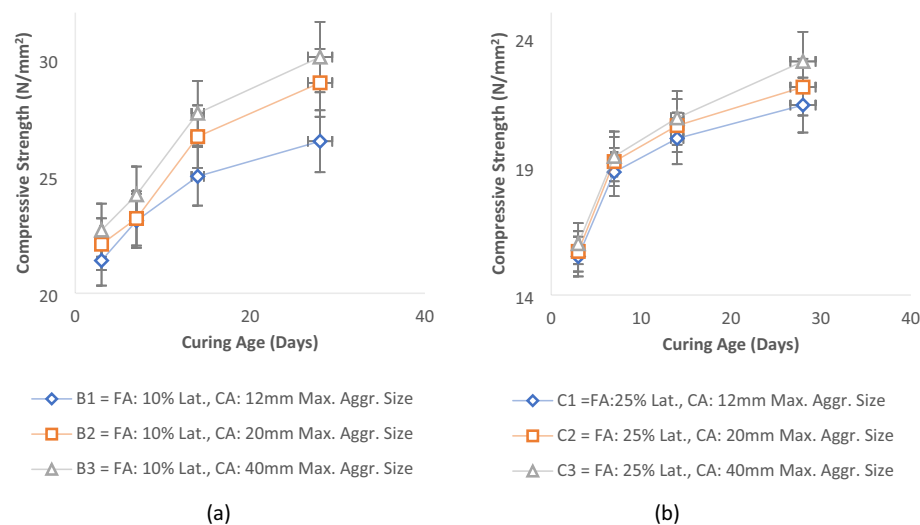 Compressive Strength (N/mm²)
30
25
20
0
20
40
Curing Age (Days)
B1 = FA: 10% Lat., CA: 12mm Max. Aggr. Size
B2 = FA: 10% Lat., CA: 20mm Max. Aggr. Size
B3 = FA: 10% Lat., CA: 40mm Max. Aggr. Size
(a)
Compressive Strength (N/mm²)
24
19
14
0
10
20
30
40
Curing Age (Days)
C1 =FA:25% Lat., CA: 12mm Max. Aggr. Size
C2 = FA: 25% Lat., CA: 20mm Max. Aggr. Size
C3 = FA: 25% Lat., CA: 40mm Max. Aggr. Size
(b)